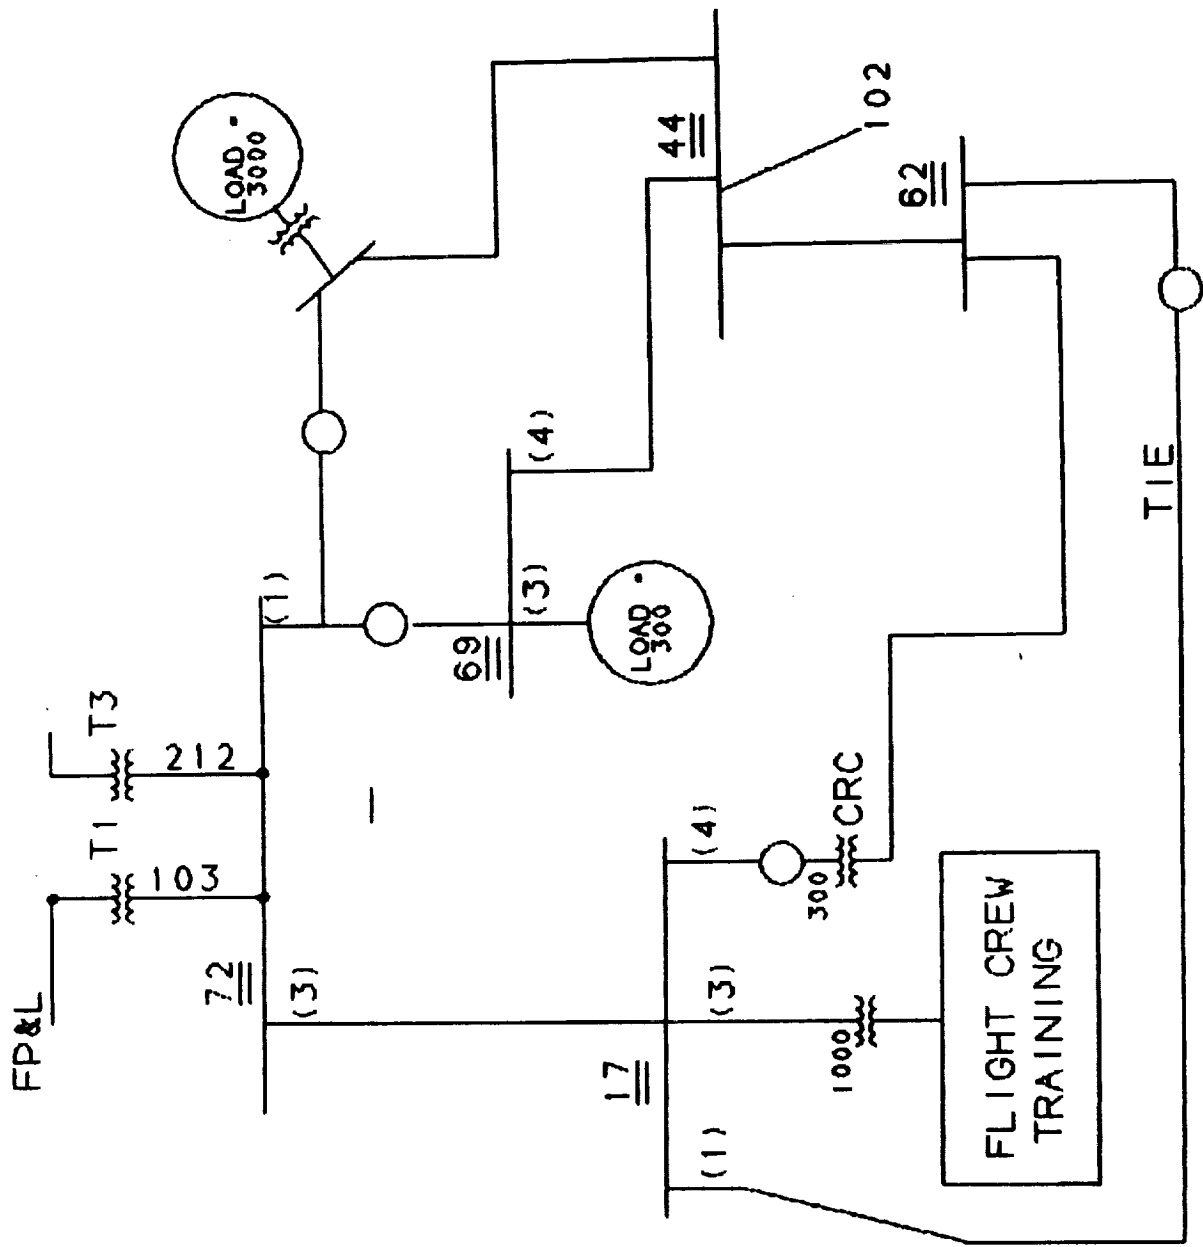 FP&L
T1
T3
103
212
72
(3)
(1)
LOAD =
3000
69
(3)
(4)
LOAD =
300
44
102
62
17
(1)
(3)
(4)
1000
300
CRC
FLIGHT CREW
TRAINING
TIE